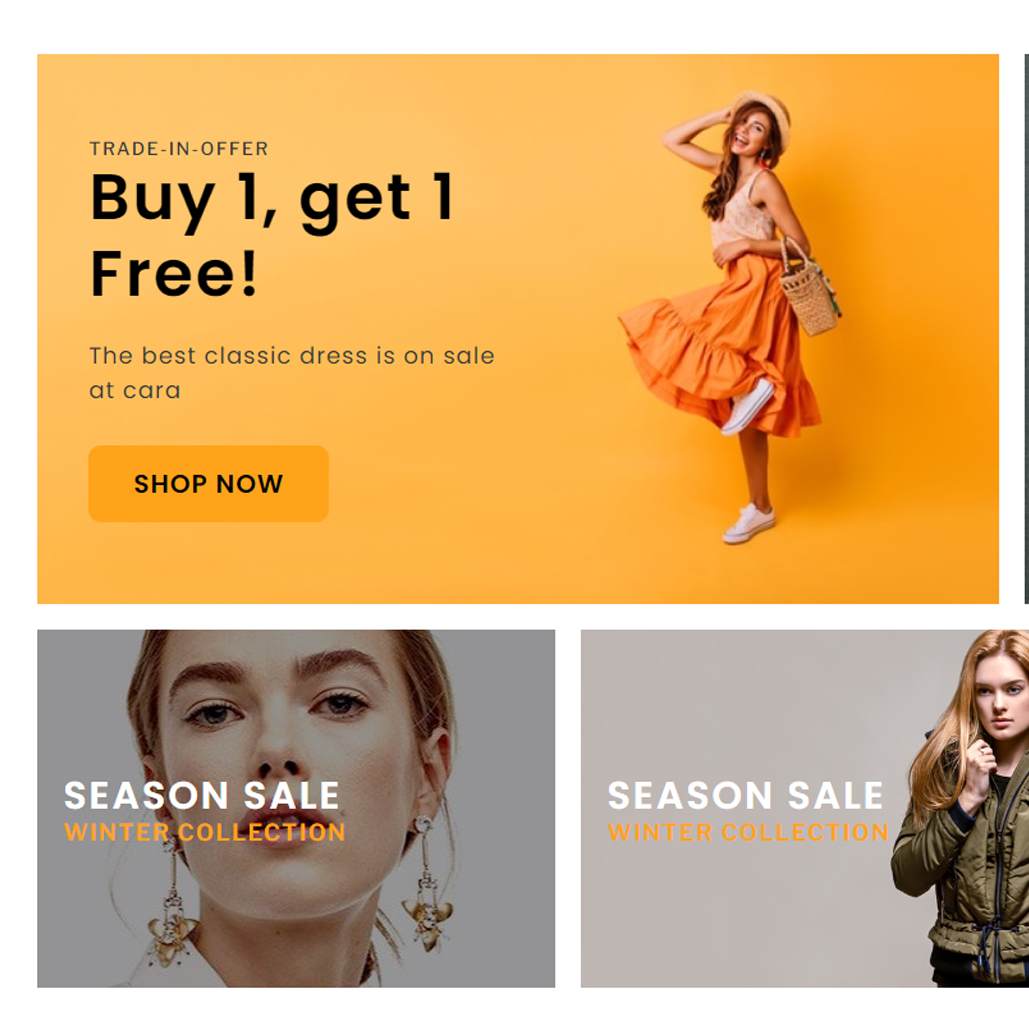 TRADE-IN-OFFER
Buy 1, get 1
Free!
The best classic dress is on sale
at cara
SHOP NOW
SEASON SALE
WINTER COLLECTION
SEASON SALE
WINTER COLLECTION